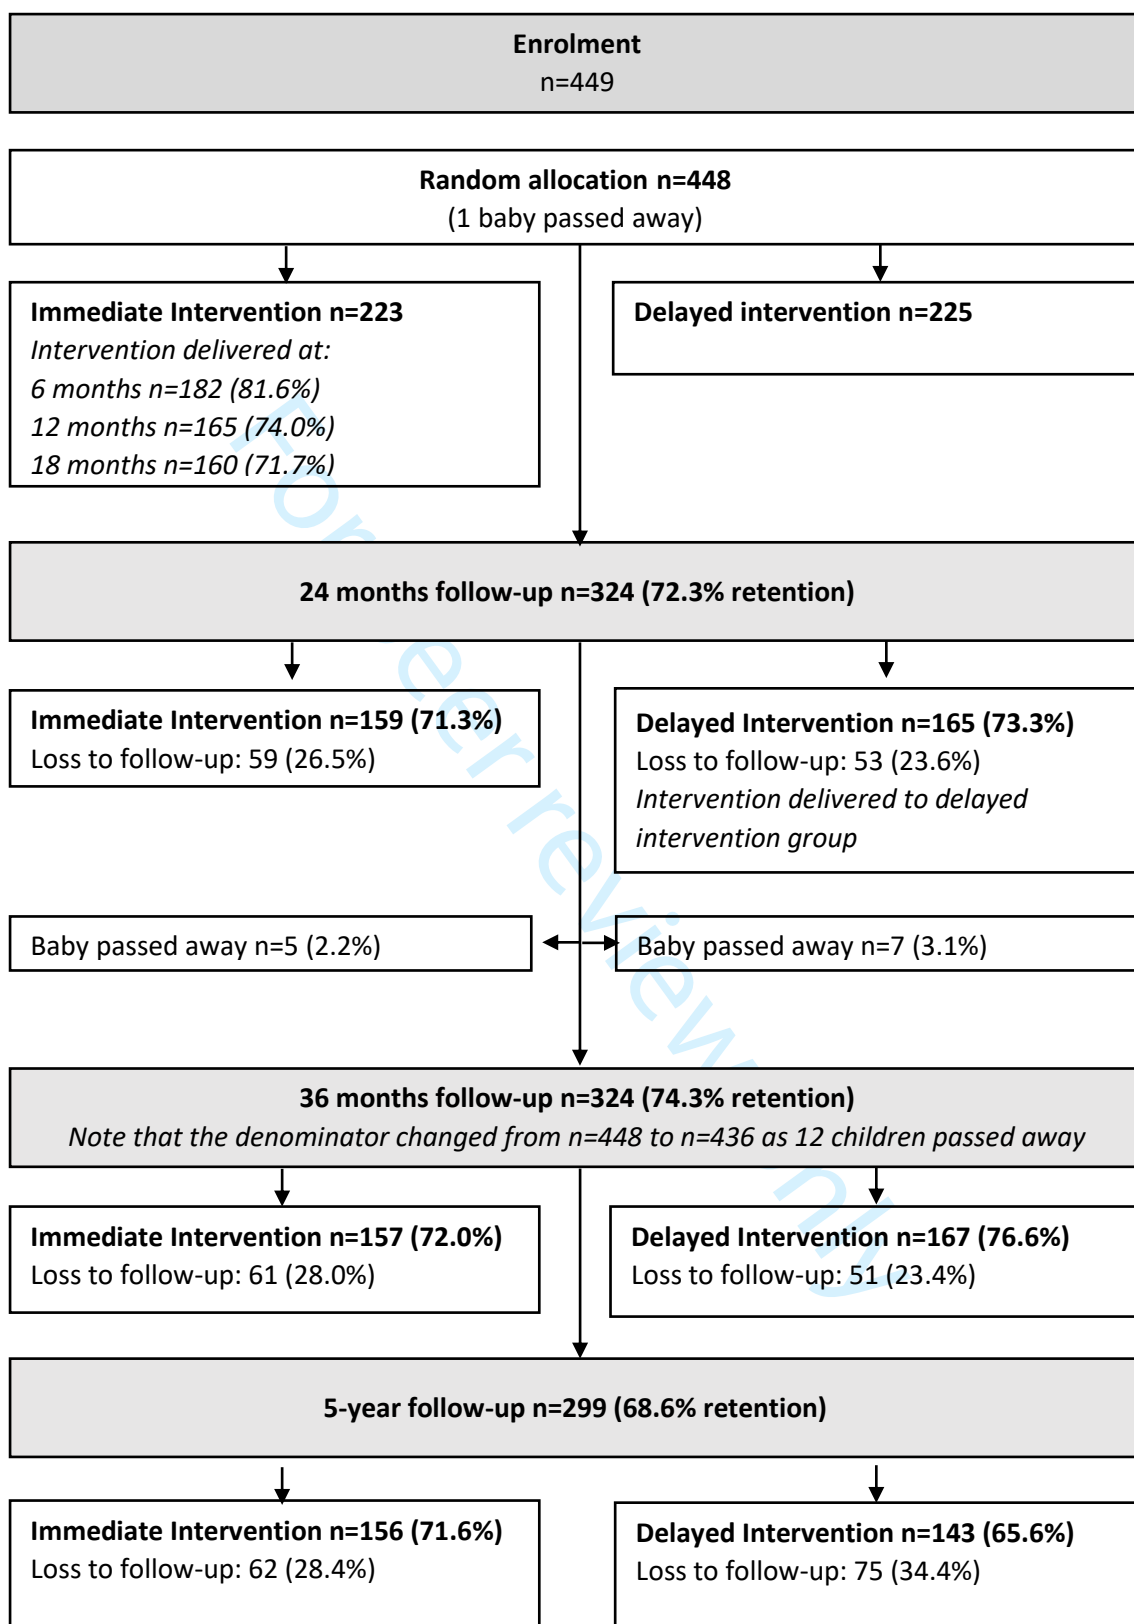 Enrolment
n=449
Random allocation n=448
(1 baby passed away)
Immediate Intervention n=223
Intervention delivered at:
6 months n=182 (81.6%)
12 months n=165 (74.0%)
18 months n=160 (71.7%)
Delayed intervention n=225
24 months follow-up n=324 (72.3% retention)
Immediate Intervention n=159 (71.3%)
Loss to follow-up: 59 (26.5%)
Delayed Intervention n=165 (73.3%)
Loss to follow-up: 53 (23.6%)
Intervention delivered to delayed
intervention group
Baby passed away n=5 (2.2%)
Baby passed away n=7 (3.1%)
36 months follow-up n=324 (74.3% retention)
Note that the denominator changed from n=448 to n=436 as 12 children passed away
Immediate Intervention n=157 (72.0%)
Loss to follow-up: 61 (28.0%)
Delayed Intervention n=167 (76.6%)
Loss to follow-up: 51 (23.4%)
5-year follow-up n=299 (68.6% retention)
Immediate Intervention n=156 (71.6%)
Loss to follow-up: 62 (28.4%)
Delayed Intervention n=143 (65.6%)
Loss to follow-up: 75 (34.4%)
For peer review only